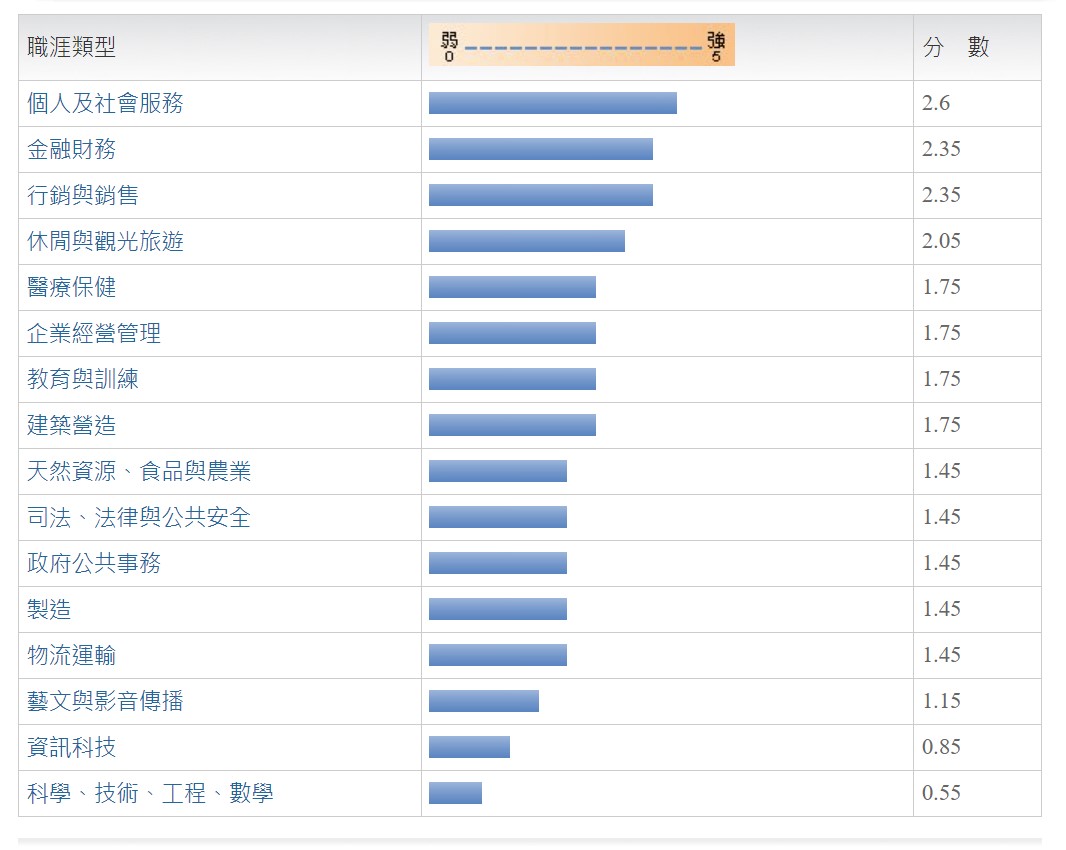 職涯類型 弱 0 強 5 分 數
個人及社會服務 2.6
金融財務 2.35
行銷與銷售 2.35
休閒與觀光旅遊 2.05
醫療保健 1.75
企業經營管理 1.75
教育與訓練 1.75
建築營造 1.75
天然資源、食品與農業 1.45
司法、法律與公共安全 1.45
政府公共事務 1.45
製造 1.45
物流運輸 1.45
藝文與影音傳播 1.15
資訊科技 0.85
科學、技術、工程、數學 0.55